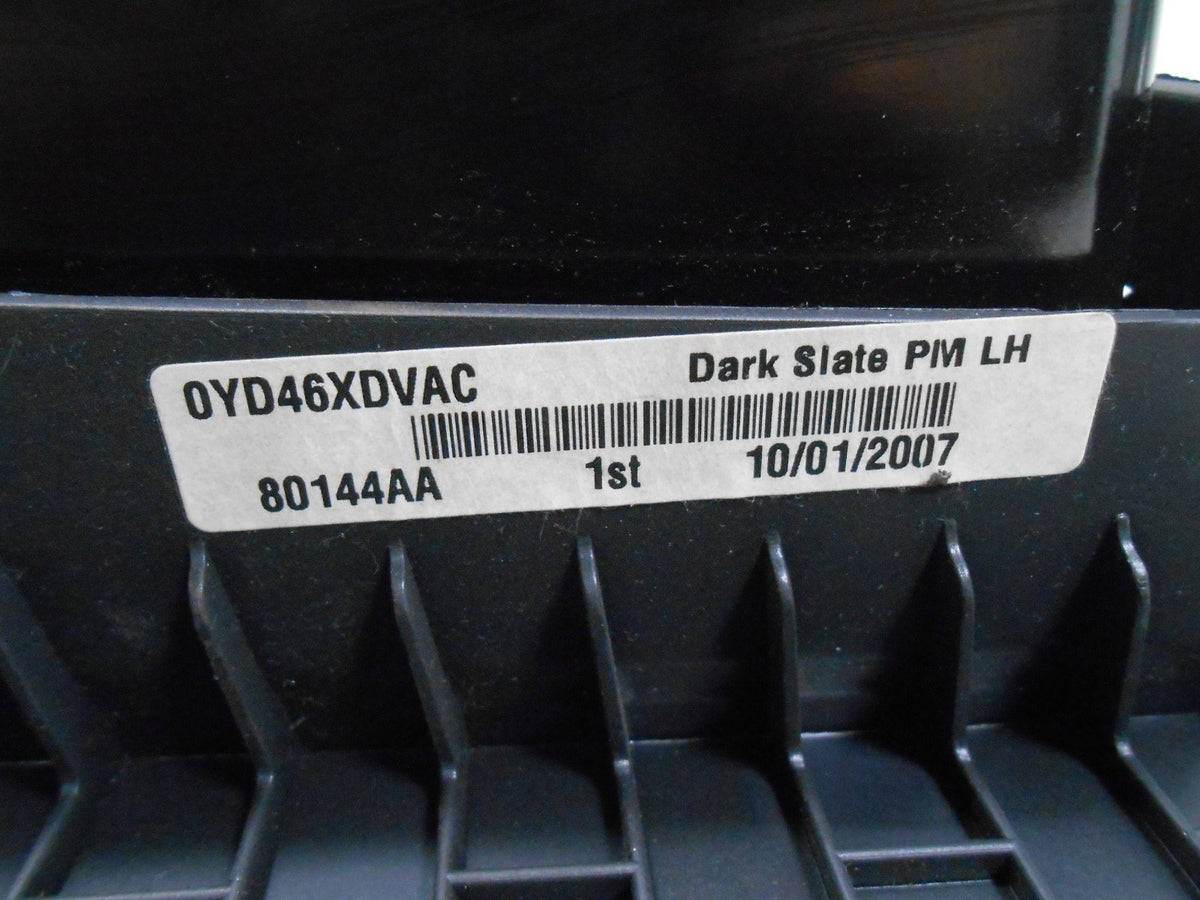 0YD46XDVAC Dark Slate PM LH
80144AA 1st 10/01/2007